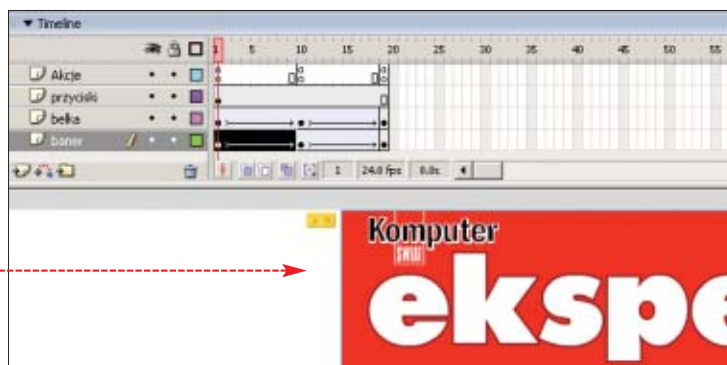 Timeline
1 5 10 15 20 25 30 35 40 45 50 55
Akcje
przyciski
belka
baner
1 24.0 fps 0.0s
Komputer
ŚWIAT
ekspe